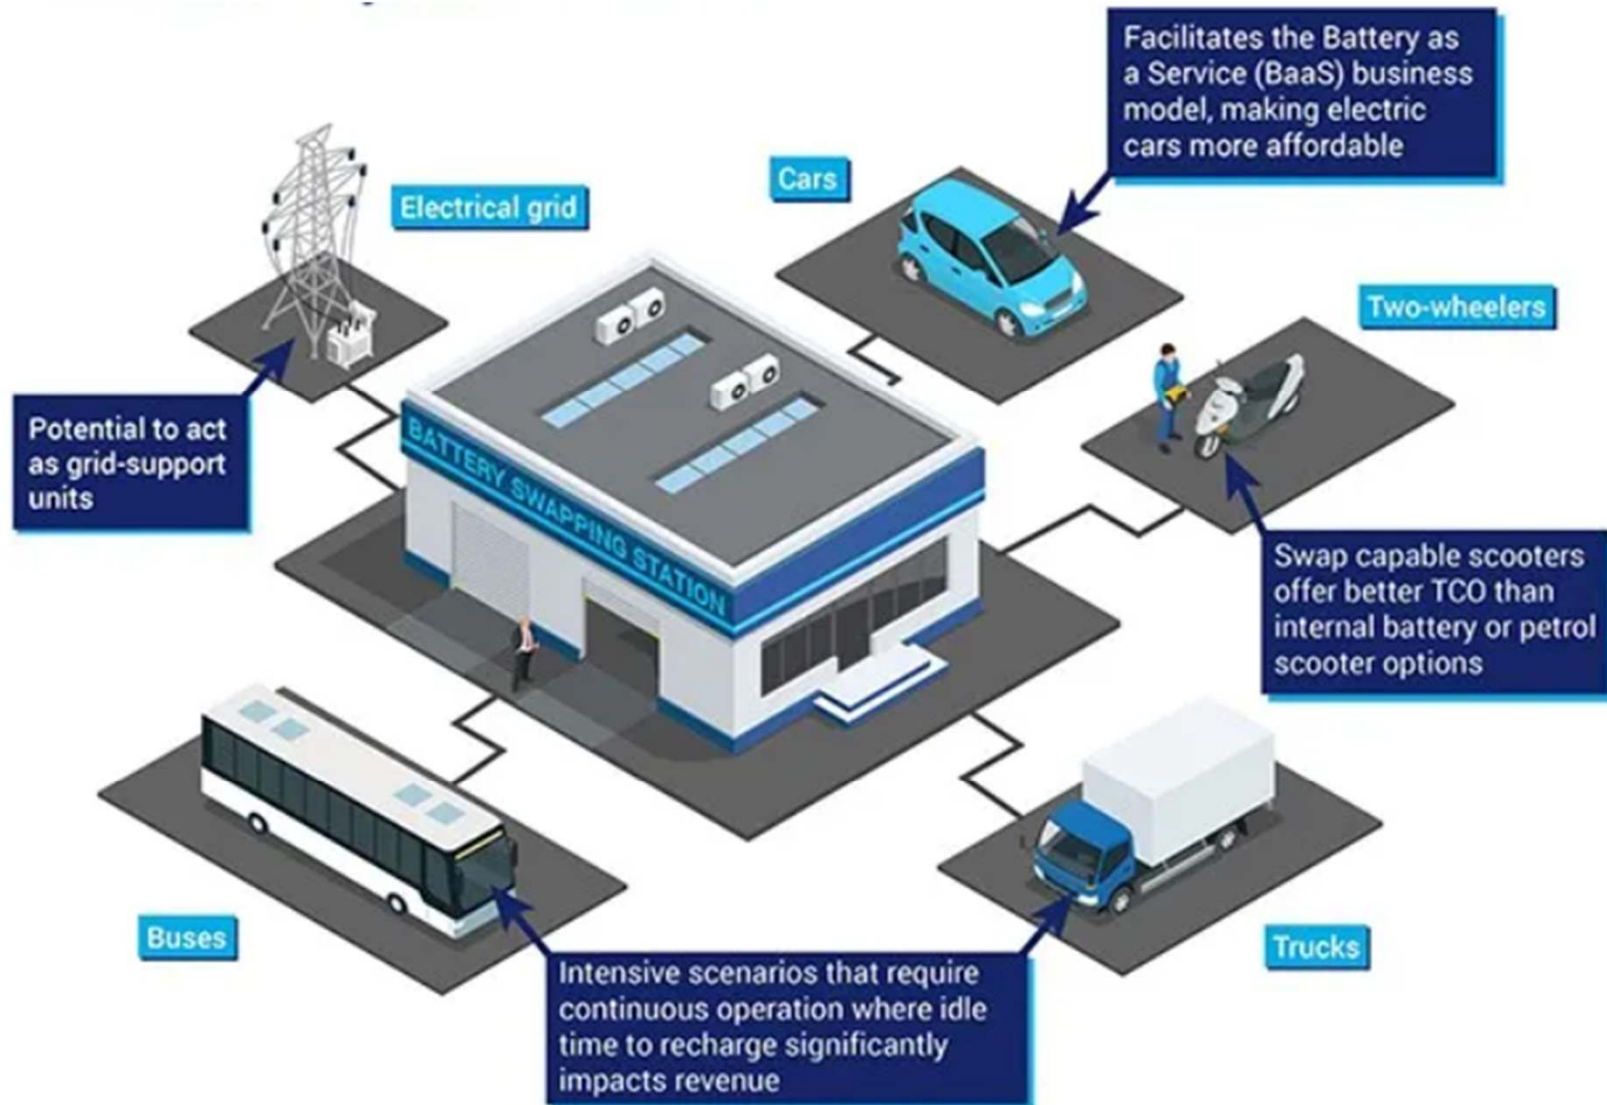 Facilitates the Battery as
a Service (BaaS) business
model, making electric
cars more affordable
Cars
Electrical grid
Two-wheelers
Potential to act
as grid-support
units
BATTERY SWAPPING STATION
Swap capable scooters
offer better TCO than
internal battery or petrol
scooter options
Buses
Trucks
Intensive scenarios that require
continuous operation where idle
time to recharge significantly
impacts revenue